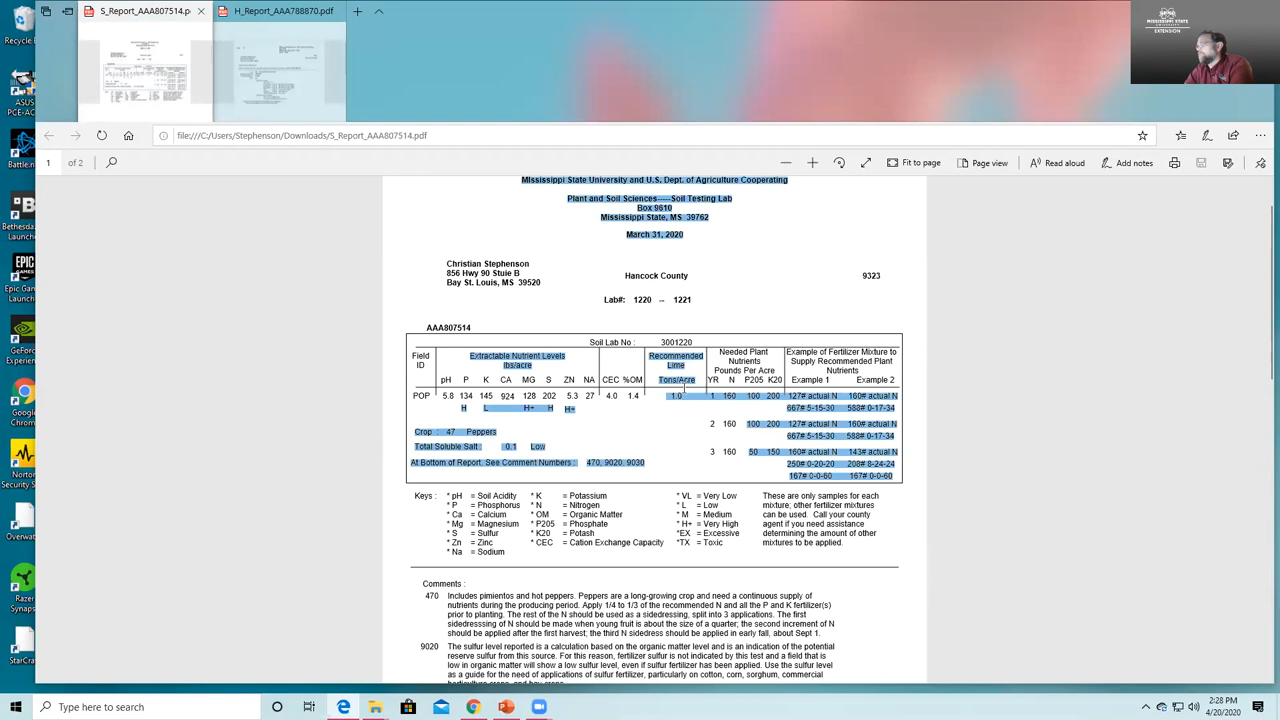 S_Report_AAA807514.pdf
H_Report_AAA788870.pdf
MISSISSIPPI STATE
UNIVERSITY
EXTENSION
Recycle
ASUS
file:///C:/Users/Stephenson/Downloads/S_Report_AAA807514.pdf
1 of 2
Fit to page
Page view
Read aloud
Add notes
MIssissippi State University and U.S. Dept. of Agriculture Cooperating
Plant and Soil Sciences-----Soil Testing Lab
Box 9610
Mississippi State, MS 39762
March 31, 2020
Christian Stephenson
856 Hwy 90 Stuie B
Bay St. Louis, MS 39520
Hancock County
9323
Lab#: 1220 -- 1221
AAA807514
Soil Lab No : 3001220
Field ID
Extractable Nutrient Levels
lbs/acre
Recommended
Lime
Tons/Acre
Needed Plant
Nutrients
Pounds Per Acre
Example of Fertilizer Mixture to
Supply Recommended Plant
Nutrients
pH P K CA MG S ZN NA CEC %OM YR N P205 K20 Example 1 Example 2
POP 5.8 134 145 924 128 202 5.3 27 4.0 1.4 1.0 1 160 100 200 127# actual N 160# actual N
H L H+ H H+ 667# 5-15-30 588# 0-17-34
2 160 100 200 127# actual N 160# actual N
Crop : 47 Peppers 667# 5-15-30 588# 0-17-34
Total Soluble Salt : 0.1 Low
3 160 50 150 160# actual N 143# actual N
At Bottom of Report. See Comment Numbers : 470, 9020, 9030 250# 0-20-20 208# 8-24-24
167# 0-0-60 167# 0-0-60
Keys : * pH = Soil Acidity * K = Potassium * VL = Very Low These are only samples for each
* P = Phosphorus * N = Nitrogen * L = Low mixture; other fertilizer mixtures
* Ca = Calcium * OM = Organic Matter * M = Medium can be used. Call your county
* Mg = Magnesium * P205 = Phosphate * H+ = Very High agent if you need assistance
* S = Sulfur * K20 = Potash *EX = Excessive determining the amount of other
* Zn = Zinc * CEC = Cation Exchange Capacity *TX = Toxic mixtures to be applied.
* Na = Sodium
Comments :
470 Includes pimientos and hot peppers. Peppers are a long-growing crop and need a continuous supply of
nutrients during the producing period. Apply 1/4 to 1/3 of the recommended N and all the P and K fertilizer(s)
prior to planting. The rest of the N should be used as a sidedressing, split into 3 applications. The first
sidedresssing of N should be made when young fruit is about the size of a quarter; the second increment of N
should be applied after the first harvest; the third N sidedress should be applied in early fall, about Sept 1.
9020 The sulfur level reported is a calculation based on the organic matter level and is an indication of the potential
reserve sulfur from this source. For this reason, fertilizer sulfur is not indicated by this test and a field that is
low in organic matter will show a low sulfur level, even if sulfur fertilizer has been applied. Use the sulfur level
as a guide for the need of applications of sulfur fertilizer, particularly on cotton, corn, sorghum, commercial
Type here to search
2:28 PM
4/20/2020